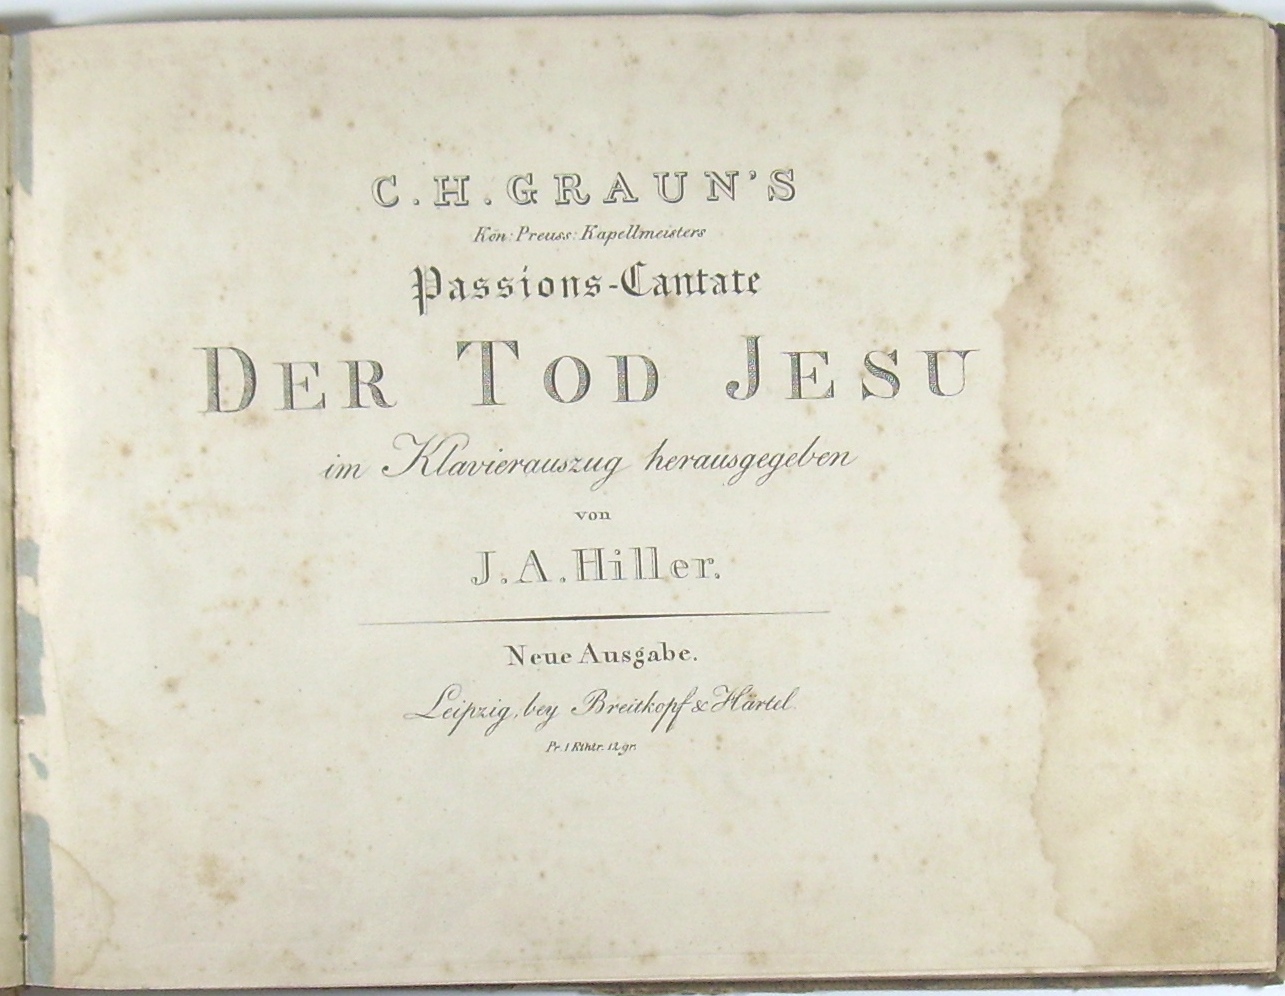 C.H.GRAUN'S
Kön: Preuss: Kapellmeisters
Passions-Cantate
DER TOD JESU
im Klavierauszug herausgegeben
von
J.A.Hiller.
Neue Ausgabe.
Leipzig, bey Breitkopf & Härtel.
Pr. 1 Rthlr. 12 gr.